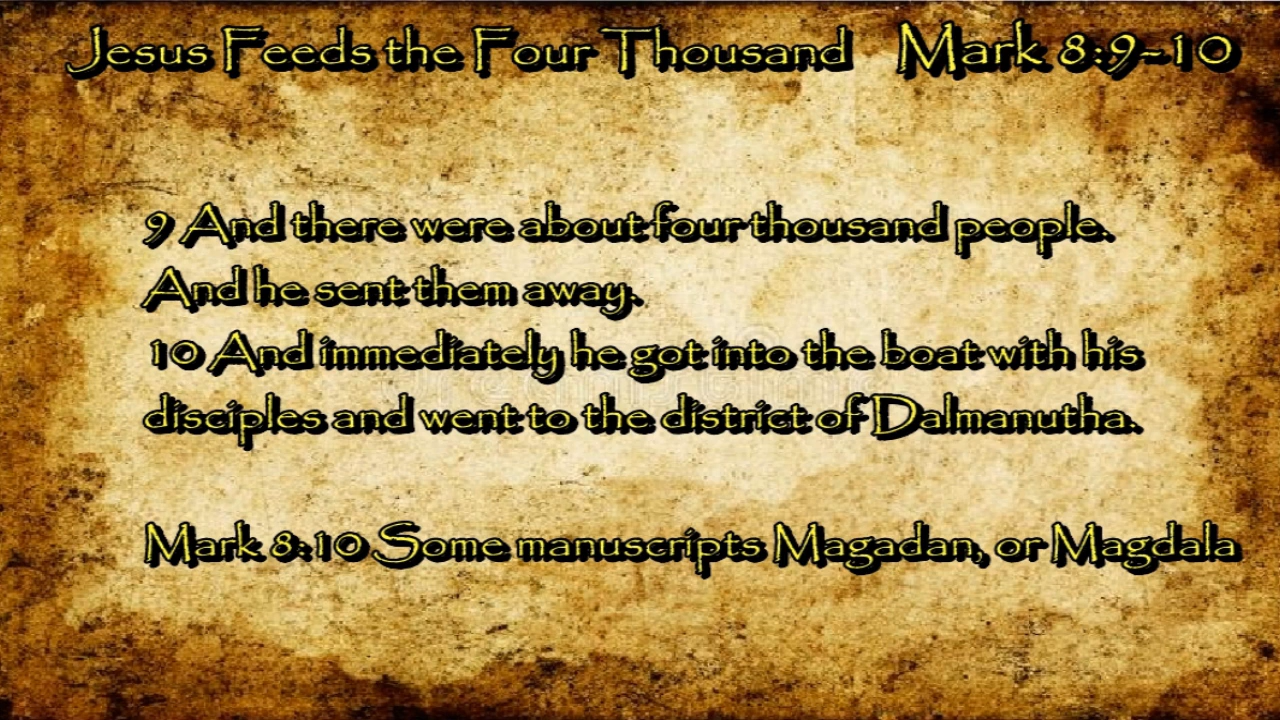 Jesus Feeds the Four Thousand Mark 8:9-10
9 And there were about four thousand people.
And he sent them away.
10 And immediately he got into the boat with his
disciples and went to the district of Dalmanutha.
Mark 8:10 Some manuscripts Magadan, or Magdala